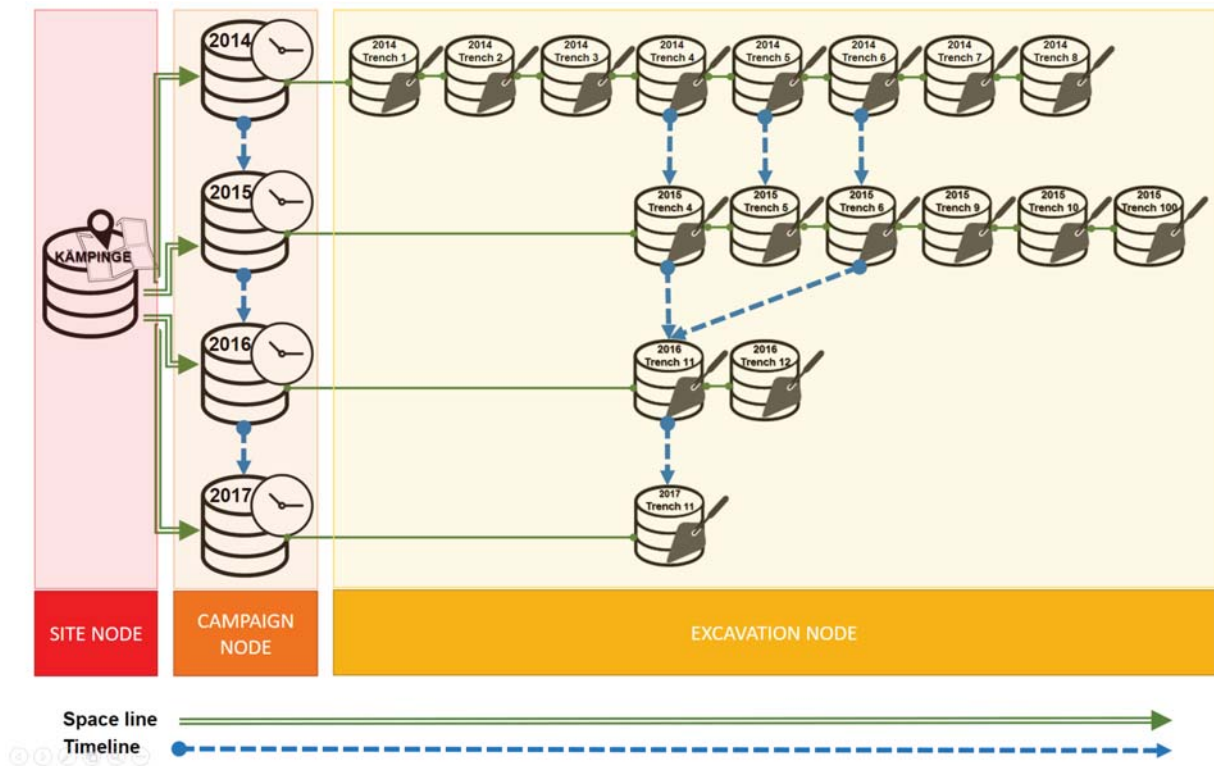 2014
2014
Trench 1
2014
Trench 2
2014
Trench 3
2014
Trench 4
2014
Trench 5
2014
Trench 6
2014
Trench 7
2014
Trench 8
2015
2015
Trench 4
2015
Trench 5
2015
Trench 6
2015
Trench 9
2015
Trench 10
2015
Trench 100
KÄMPINGE
2016
2016
Trench 11
2016
Trench 12
2017
2017
Trench 11
SITE NODE
CAMPAIGN
NODE
EXCAVATION NODE
Space line
Timeline